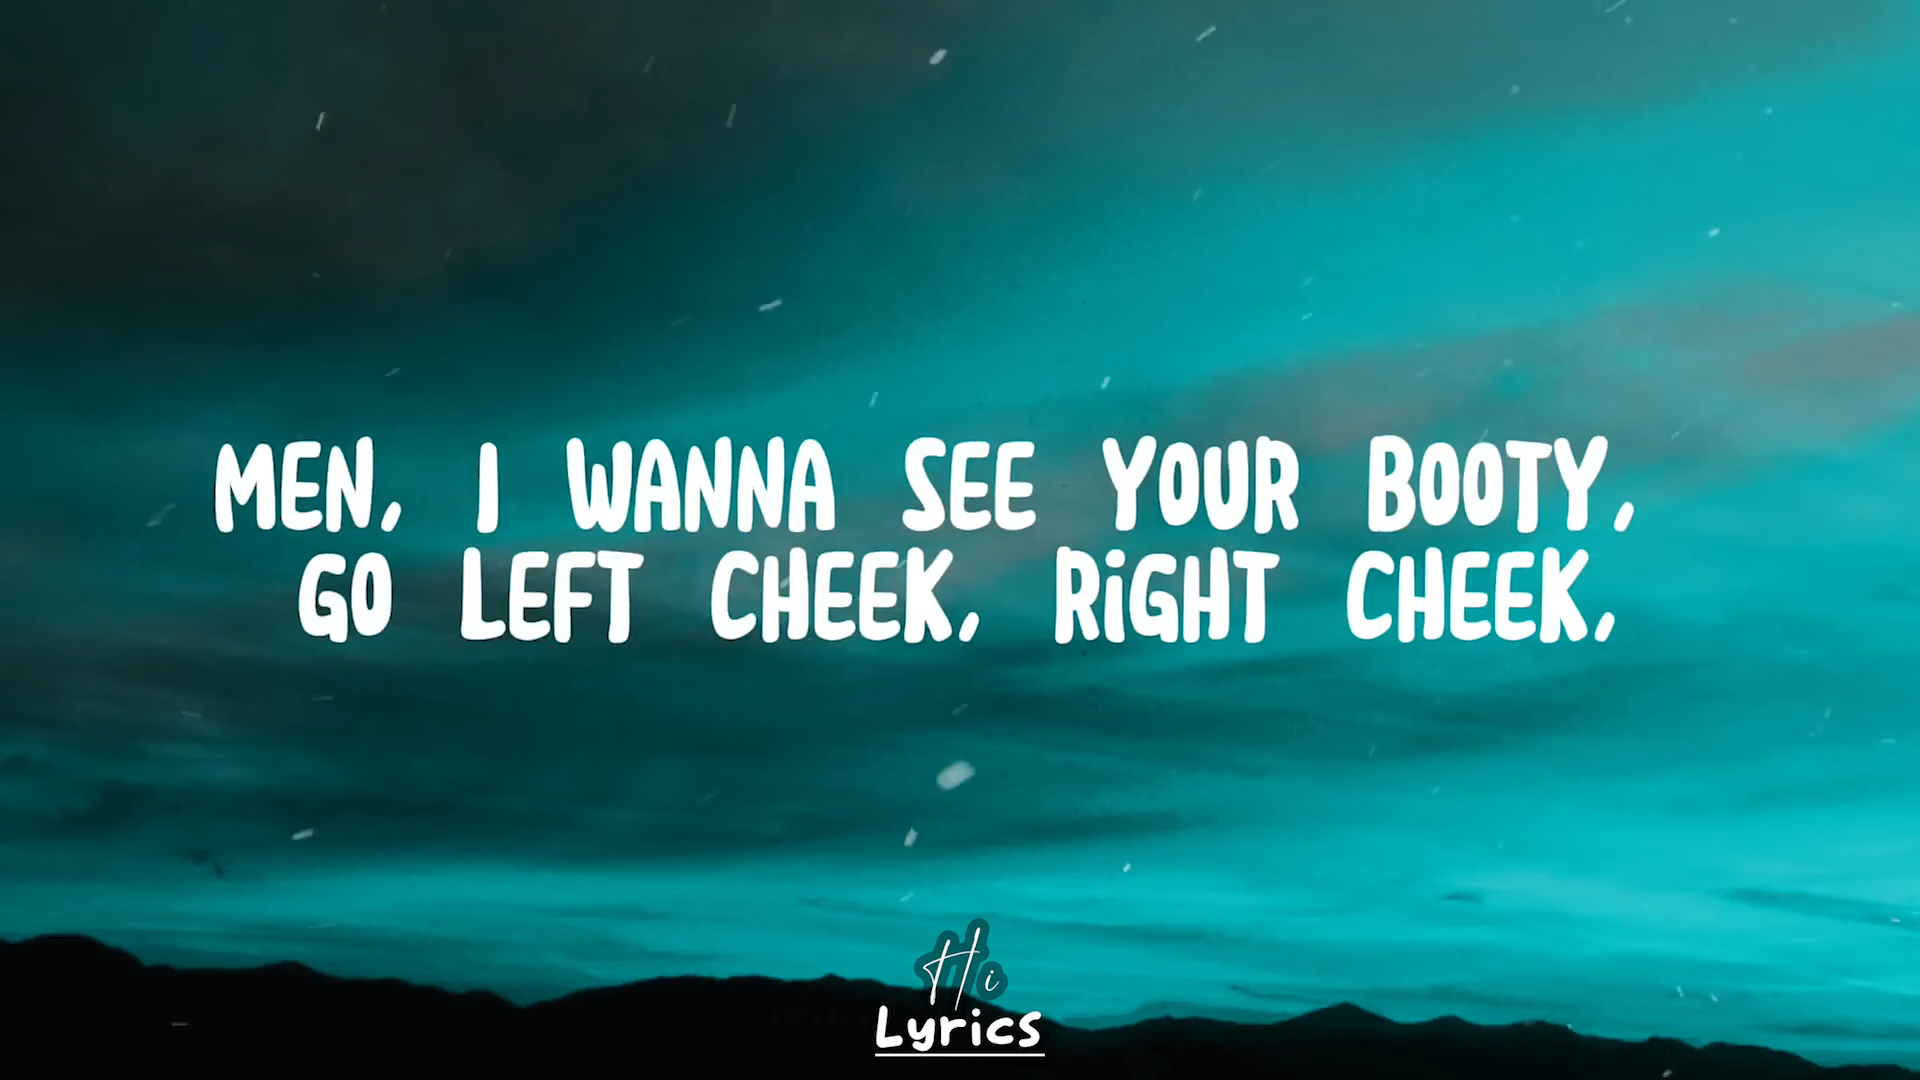 MEN, I WANNA SEE YOUR BOOTY,
GO LEFT CHEEK, RIGHT CHEEK,
Hi
Lyrics